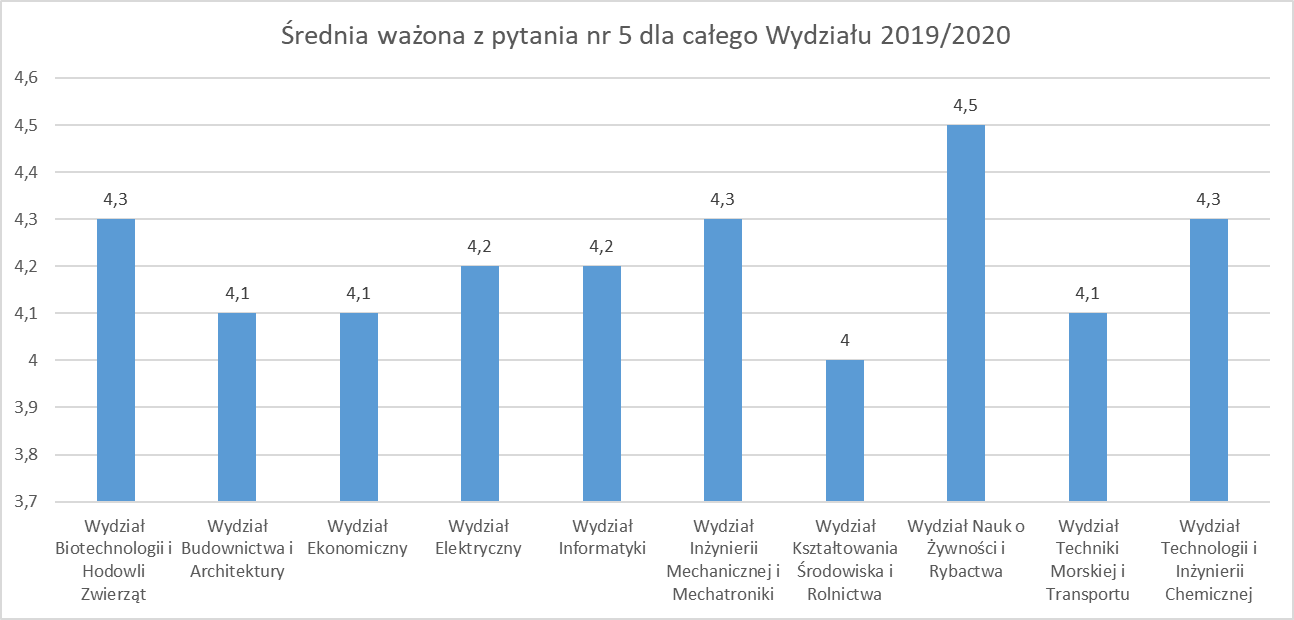 Średnia ważona z pytania nr 5 dla całego Wydziału 2019/2020
4,6
4,5
4,4
4,3
4,2
4,1
4
3,9
3,8
3,7
4,3
4,1
4,1
4,2
4,2
4,3
4
4,5
4,1
4,3
Wydział
Biotechnologii i
Hodowli
Zwierząt
Wydział
Budownictwa i
Architektury
Wydział
Ekonomiczny
Wydział
Elektryczny
Wydział
Informatyki
Wydział
Inżynierii
Mechanicznej i
Mechatroniki
Wydział
Kształtowania
Środowiska i
Rolnictwa
Wydział Nauk o
Żywności i
Rybactwa
Wydział
Techniki
Morskiej i
Transportu
Wydział
Technologii i
Inżynierii
Chemicznej